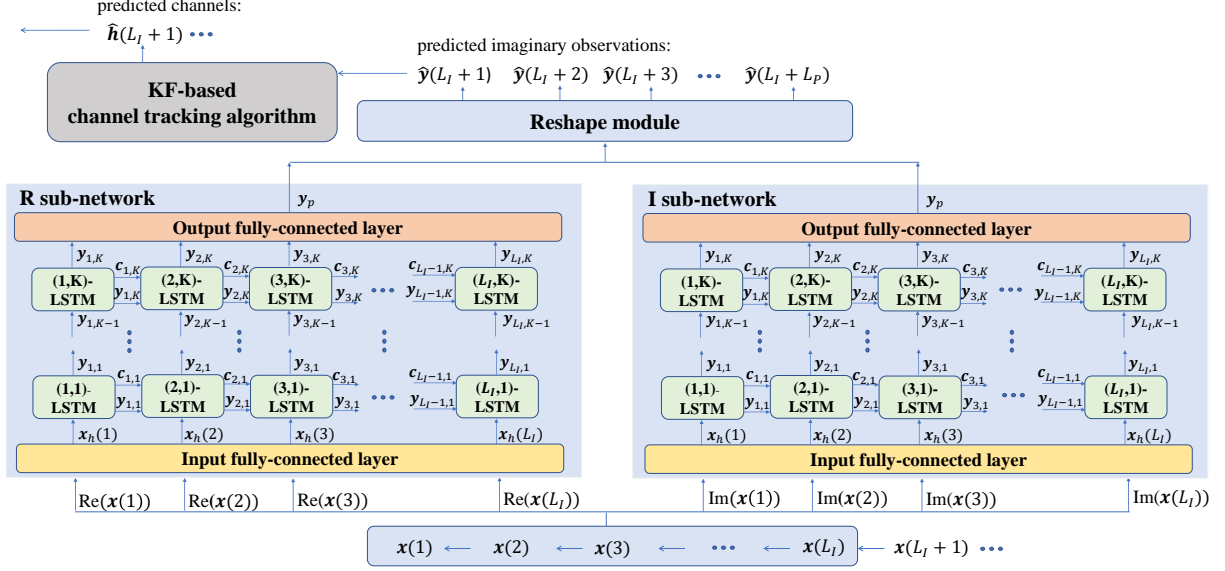 predicted channels:
𝒉̂(L_I + 1) •••
predicted imaginary observations:
𝒚̂(L_I + 1) 𝒚̂(L_I + 2) 𝒚̂(L_I + 3) ••• 𝒚̂(L_I + L_P)
KF-based
channel tracking algorithm
Reshape module
R sub-network
𝒚_p
Output fully-connected layer
𝒚_{1,K} 𝒚_{2,K} 𝒚_{3,K} 𝒚_{L_I,K}
𝒄_{1,K} 𝒄_{2,K} 𝒄_{3,K} 𝒄_{L_I−1,K}
(1,K)- (2,K)- (3,K)- ••• (L_I,K)-
LSTM LSTM LSTM LSTM
𝒚_{1,K} 𝒚_{2,K} 𝒚_{3,K} 𝒚_{L_I−1,K}
𝒚_{1,K−1} 𝒚_{2,K−1} 𝒚_{3,K−1} 𝒚_{L_I,K−1}
𝒚_{1,1} 𝒚_{2,1} 𝒚_{3,1} 𝒚_{L_I,1}
𝒄_{1,1} 𝒄_{2,1} 𝒄_{3,1} 𝒄_{L_I−1,1}
(1,1)- (2,1)- (3,1)- ••• (L_I,1)-
LSTM LSTM LSTM LSTM
𝒚_{1,1} 𝒚_{2,1} 𝒚_{3,1} 𝒚_{L_I−1,1}
𝒙_h(1) 𝒙_h(2) 𝒙_h(3) 𝒙_h(L_I)
Input fully-connected layer
Re(𝒙(1)) Re(𝒙(2)) Re(𝒙(3)) Re(𝒙(L_I))
I sub-network
𝒚_p
Output fully-connected layer
𝒚_{1,K} 𝒚_{2,K} 𝒚_{3,K} 𝒚_{L_I,K}
𝒄_{1,K} 𝒄_{2,K} 𝒄_{3,K} 𝒄_{L_I−1,K}
(1,K)- (2,K)- (3,K)- ••• (L_I,K)-
LSTM LSTM LSTM LSTM
𝒚_{1,K} 𝒚_{2,K} 𝒚_{3,K} 𝒚_{L_I−1,K}
𝒚_{1,K−1} 𝒚_{2,K−1} 𝒚_{3,K−1} 𝒚_{L_I,K−1}
𝒚_{1,1} 𝒚_{2,1} 𝒚_{3,1} 𝒚_{L_I,1}
𝒄_{1,1} 𝒄_{2,1} 𝒄_{3,1} 𝒄_{L_I−1,1}
(1,1)- (2,1)- (3,1)- ••• (L_I,1)-
LSTM LSTM LSTM LSTM
𝒚_{1,1} 𝒚_{2,1} 𝒚_{3,1} 𝒚_{L_I−1,1}
𝒙_h(1) 𝒙_h(2) 𝒙_h(3) 𝒙_h(L_I)
Input fully-connected layer
Im(𝒙(1)) Im(𝒙(2)) Im(𝒙(3)) Im(𝒙(L_I))
𝒙(1) ← 𝒙(2) ← 𝒙(3) ← ••• ← 𝒙(L_I) ← 𝒙(L_I + 1) •••